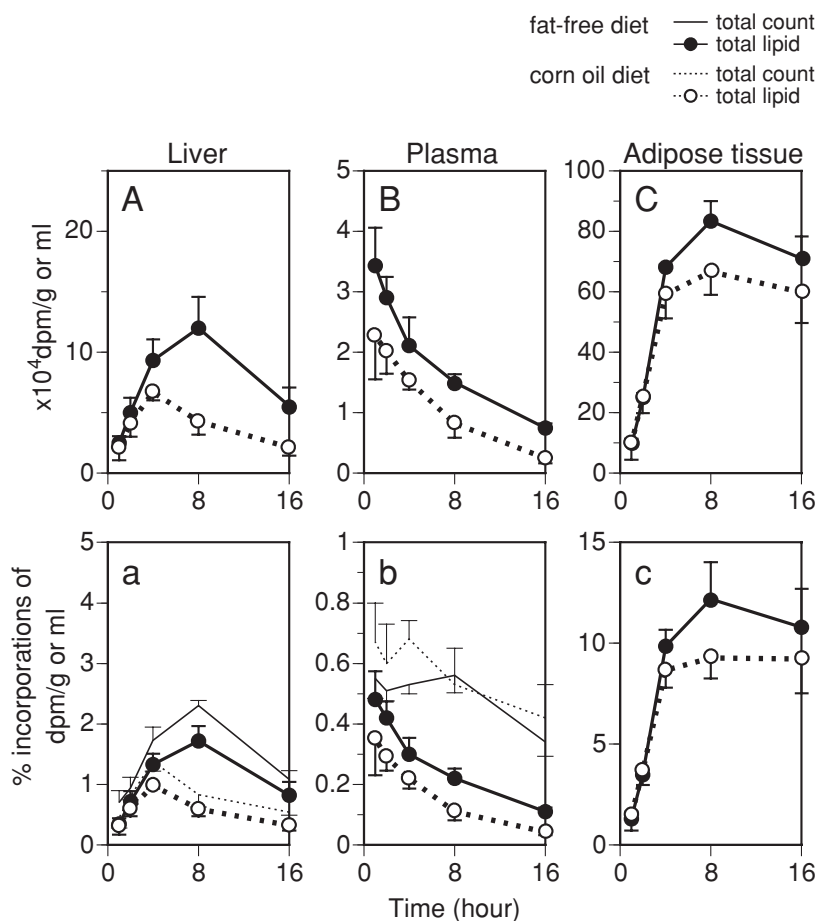 fat-free diet total count
total lipid
corn oil diet total count
total lipid
Liver Plasma Adipose tissue
A B C
x10⁴dpm/g or ml
20
10
0
0 8 16
5
4
3
2
1
0
0 8 16
100
80
60
40
20
0
0 8 16
a b c
% incorporations of
dpm/g or ml
5
4
3
2
1
0
0 8 16
1
0.8
0.6
0.4
0.2
0
0 8 16
15
10
5
0
0 8 16
Time (hour)